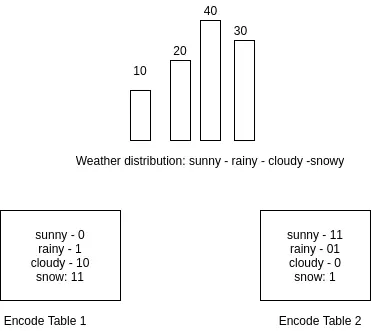 40
30
20
10
Weather distribution: sunny - rainy - cloudy -snowy
sunny - 0
rainy - 1
cloudy - 10
snow: 11
Encode Table 1
sunny - 11
rainy - 01
cloudy - 0
snow: 1
Encode Table 2